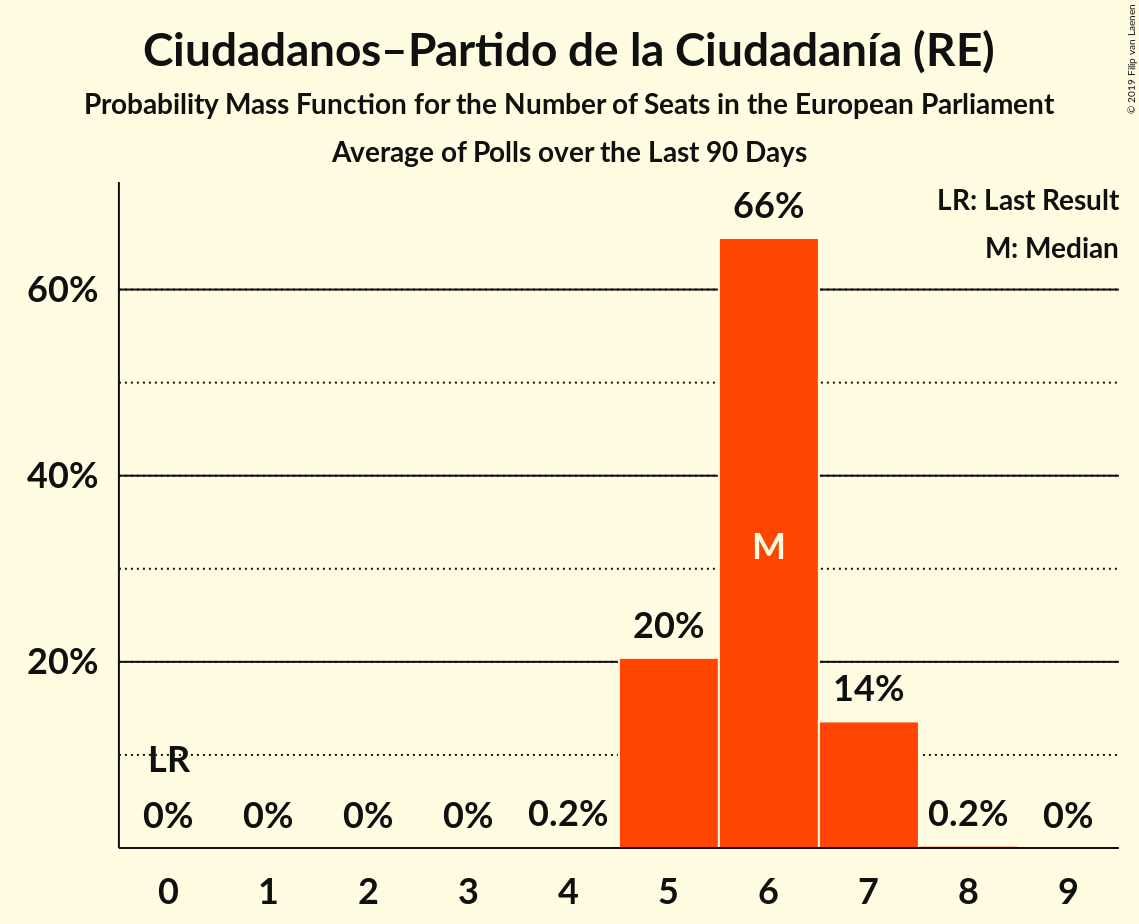 Ciudadanos–Partido de la Ciudadanía (RE)
Probability Mass Function for the Number of Seats in the European Parliament
Average of Polls over the Last 90 Days
© 2019 Filip van Laenen
LR: Last Result
M: Median
66%
60%
40%
M
20%
20%
14%
LR
0% 0% 0% 0% 0.2% 0.2% 0%
0 1 2 3 4 5 6 7 8 9